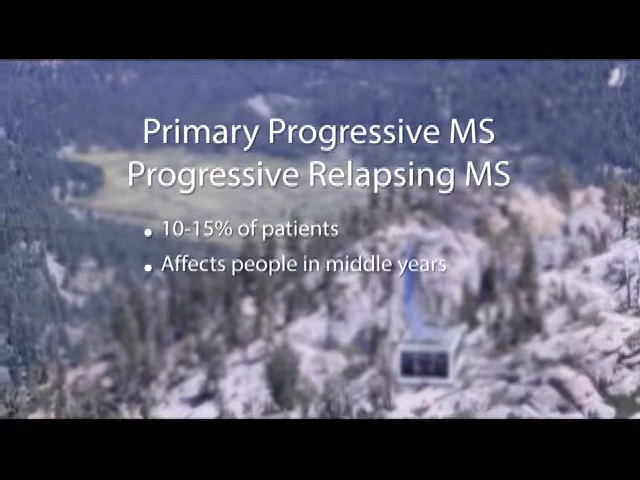 Primary Progressive MS
Progressive Relapsing MS
• 10-15% of patients
• Affects people in middle years